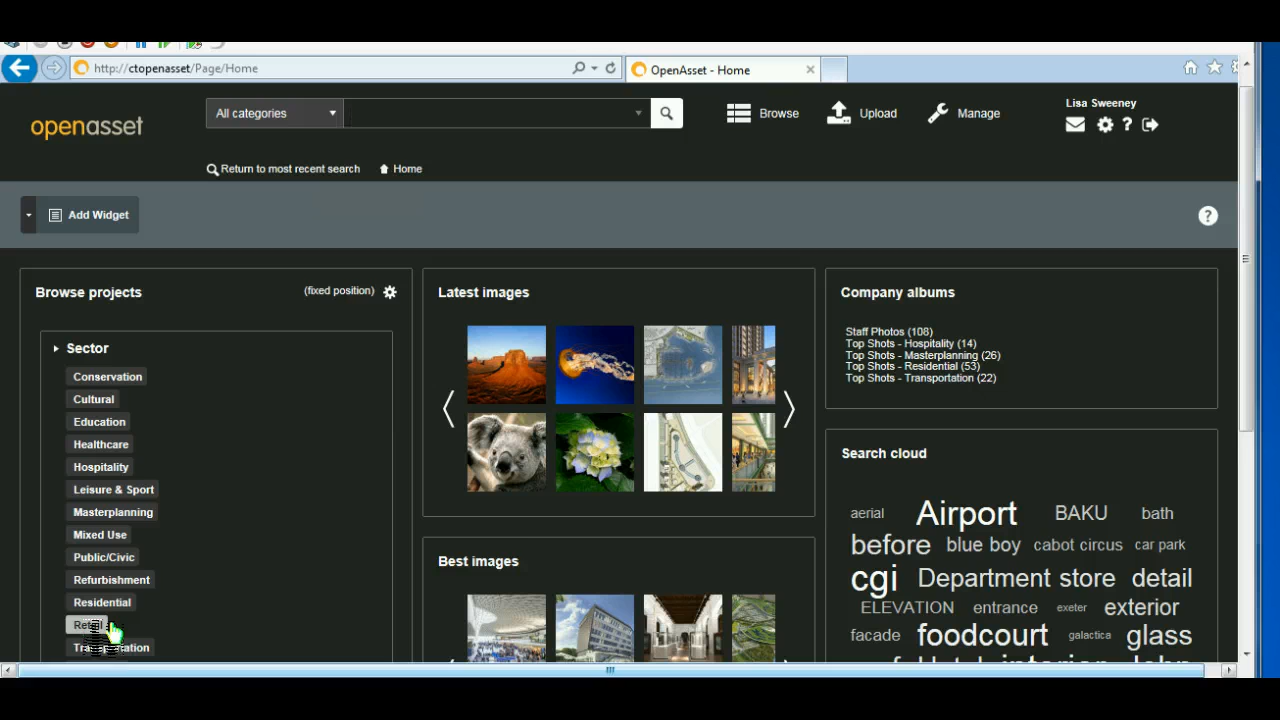 http://ctopenasset/Page/Home
OpenAsset - Home
openasset
All categories
Browse
Upload
Manage
Lisa Sweeney
Return to most recent search
Home
Add Widget
Browse projects
(fixed position)
Sector
Conservation
Cultural
Education
Healthcare
Hospitality
Leisure & Sport
Masterplanning
Mixed Use
Public/Civic
Refurbishment
Residential
Latest images
Best images
Company albums
Staff Photos (108)
Top Shots - Hospitality (14)
Top Shots - Masterplanning (26)
Top Shots - Residential (53)
Top Shots - Transportation (22)
Search cloud
aerial Airport BAKU bath
before blue boy cabot circus car park
cgi Department store detail
ELEVATION entrance exeter exterior
facade foodcourt galactica glass